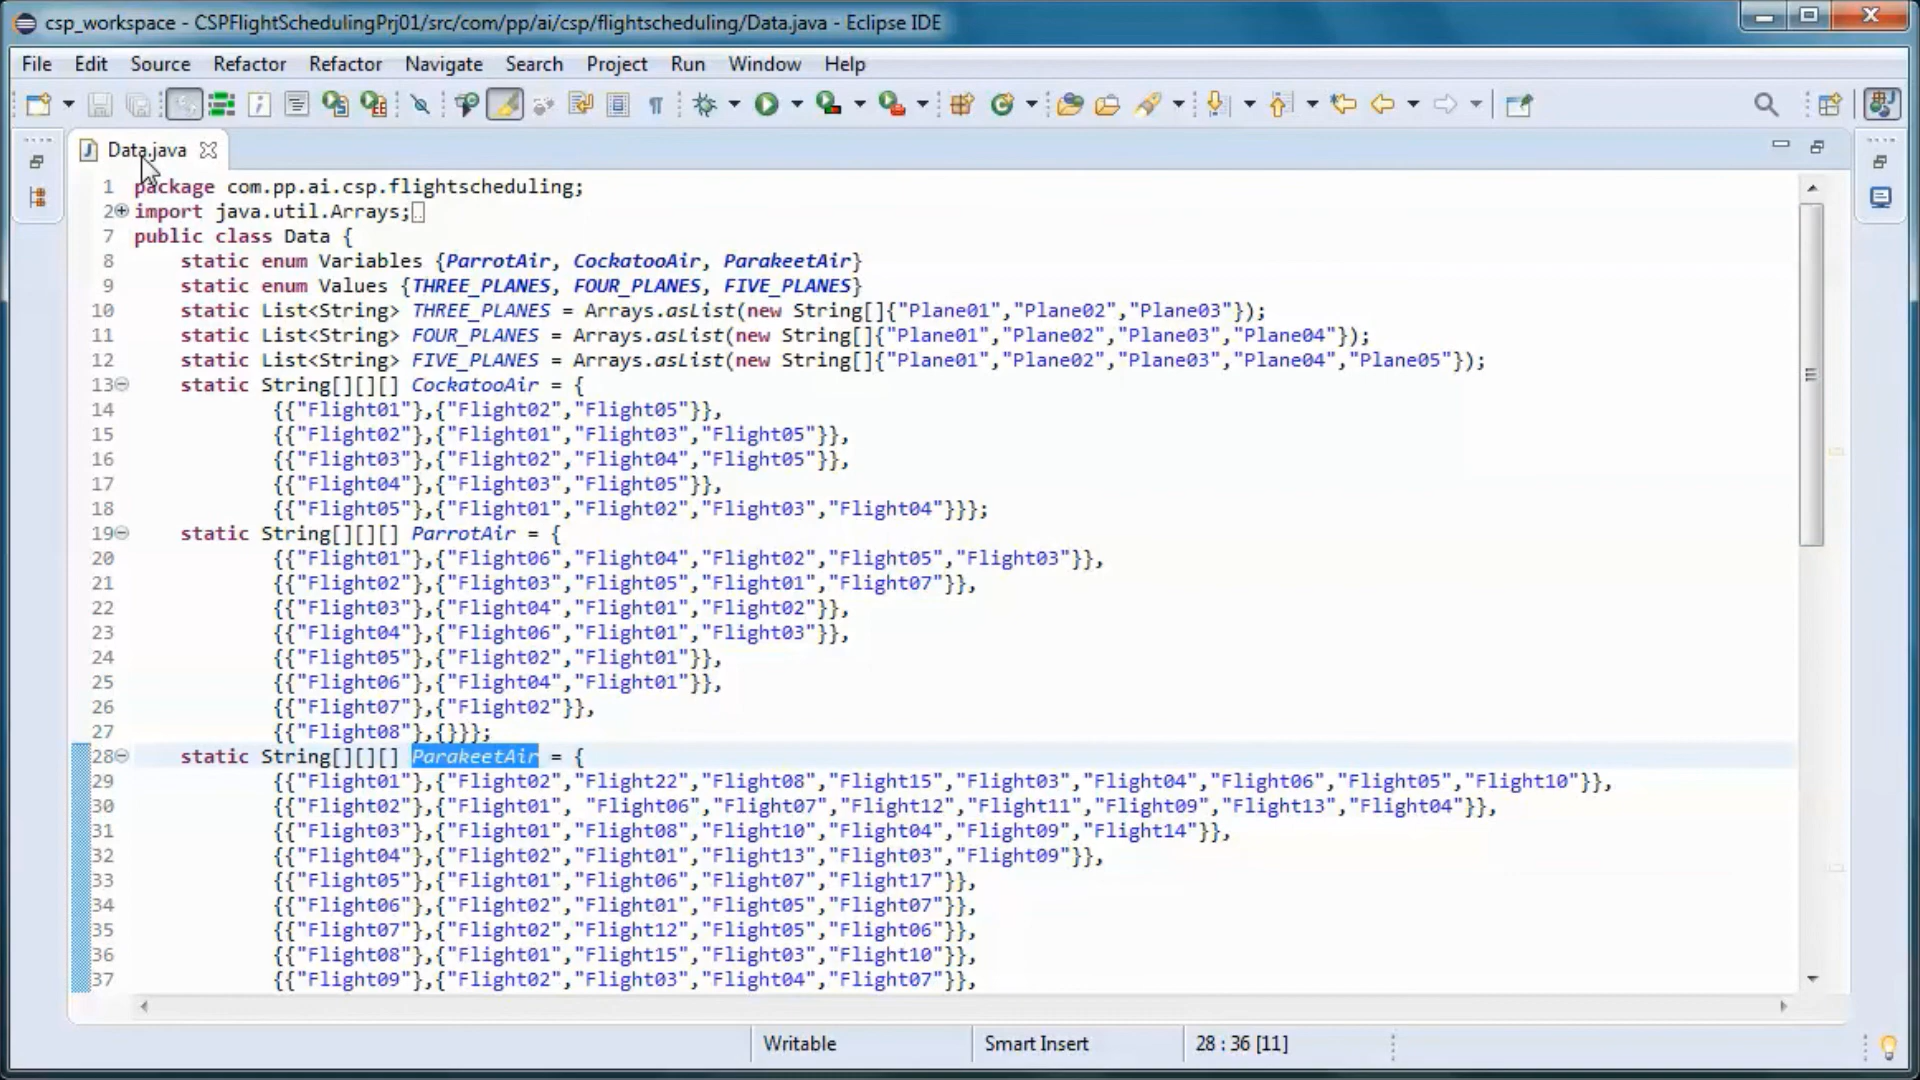 csp_workspace - CSPFlightSchedulingPrj01/src/com/pp/ai/csp/flightscheduling/Data.java - Eclipse IDE
File Edit Source Refactor Refactor Navigate Search Project Run Window Help
Data.java
1 package com.pp.ai.csp.flightscheduling;
2 import java.util.Arrays;
7 public class Data {
8 static enum Variables {ParrotAir, CockatooAir, ParakeetAir}
9 static enum Values {THREE_PLANES, FOUR_PLANES, FIVE_PLANES}
10 static List<String> THREE_PLANES = Arrays.asList(new String[]{"Plane01","Plane02","Plane03"});
11 static List<String> FOUR_PLANES = Arrays.asList(new String[]{"Plane01","Plane02","Plane03","Plane04"});
12 static List<String> FIVE_PLANES = Arrays.asList(new String[]{"Plane01","Plane02","Plane03","Plane04","Plane05"});
13 static String[][][] CockatooAir = {
14 {{"Flight01"},{"Flight02","Flight05"}},
15 {{"Flight02"},{"Flight01","Flight03","Flight05"}},
16 {{"Flight03"},{"Flight02","Flight04","Flight05"}},
17 {{"Flight04"},{"Flight03","Flight05"}},
18 {{"Flight05"},{"Flight01","Flight02","Flight03","Flight04"}}};
19 static String[][][] ParrotAir = {
20 {{"Flight01"},{"Flight06","Flight04","Flight02","Flight05","Flight03"}},
21 {{"Flight02"},{"Flight03","Flight05","Flight01","Flight07"}},
22 {{"Flight03"},{"Flight04","Flight01","Flight02"}},
23 {{"Flight04"},{"Flight06","Flight01","Flight03"}},
24 {{"Flight05"},{"Flight02","Flight01"}},
25 {{"Flight06"},{"Flight04","Flight01"}},
26 {{"Flight07"},{"Flight02"}},
27 {{"Flight08"},{}}};
28 static String[][][] ParakeetAir = {
29 {{"Flight01"},{"Flight02","Flight22","Flight08","Flight15","Flight03","Flight04","Flight06","Flight05","Flight10"}},
30 {{"Flight02"},{"Flight01", "Flight06","Flight07","Flight12","Flight11","Flight09","Flight13","Flight04"}},
31 {{"Flight03"},{"Flight01","Flight08","Flight10","Flight04","Flight09","Flight14"}},
32 {{"Flight04"},{"Flight02","Flight01","Flight13","Flight03","Flight09"}},
33 {{"Flight05"},{"Flight01","Flight06","Flight07","Flight17"}},
34 {{"Flight06"},{"Flight02","Flight01","Flight05","Flight07"}},
35 {{"Flight07"},{"Flight02","Flight12","Flight05","Flight06"}},
36 {{"Flight08"},{"Flight01","Flight15","Flight03","Flight10"}},
37 {{"Flight09"},{"Flight02","Flight03","Flight04","Flight07"}},
Writable Smart Insert 28 : 36 [11]